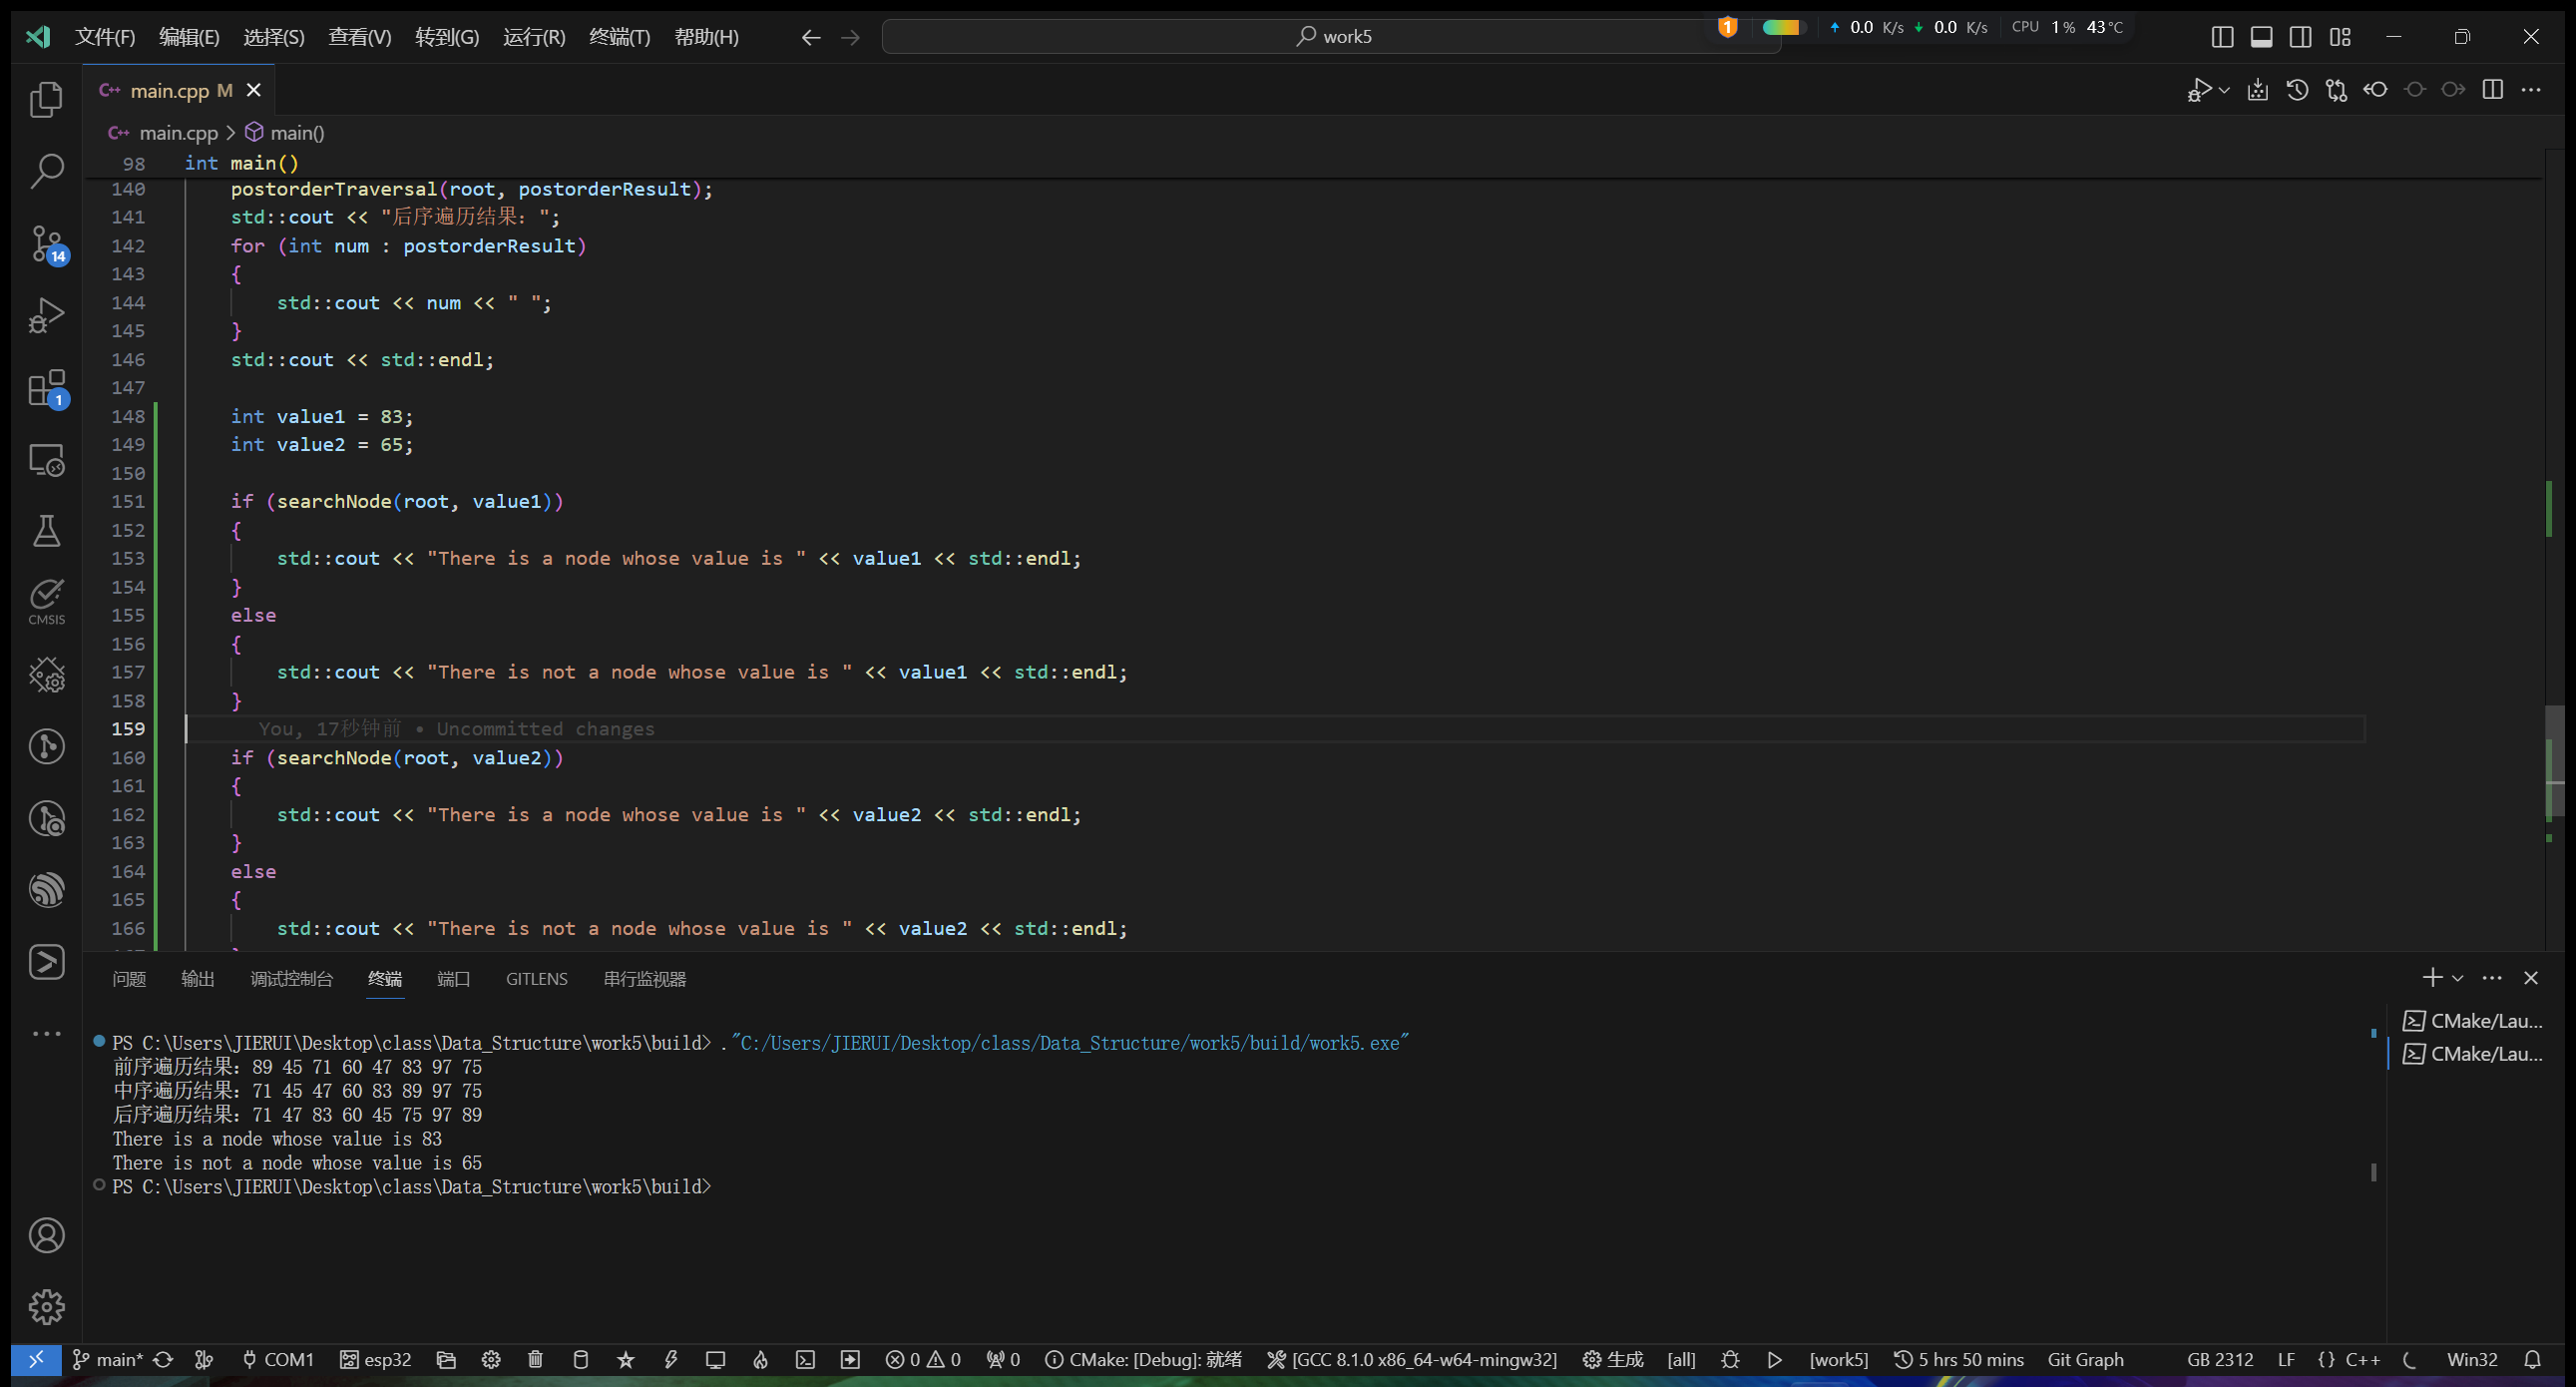 文件(F) 编辑(E) 选择(S) 查看(V) 转到(G) 运行(R) 终端(T) 帮助(H) work5 1 0.0 K/s 0.0 K/s CPU 1% 43°C
C++ main.cpp M
C++ main.cpp > main()
98 int main()
140 postorderTraversal(root, postorderResult);
141 std::cout << "后序遍历结果: ";
142 for (int num : postorderResult)
143 {
144 std::cout << num << " ";
145 }
146 std::cout << std::endl;
147
148 int value1 = 83;
149 int value2 = 65;
150
151 if (searchNode(root, value1))
152 {
153 std::cout << "There is a node whose value is " << value1 << std::endl;
154 }
155 else
156 {
157 std::cout << "There is not a node whose value is " << value1 << std::endl;
158 }
159 You, 17秒钟前 • Uncommitted changes
160 if (searchNode(root, value2))
161 {
162 std::cout << "There is a node whose value is " << value2 << std::endl;
163 }
164 else
165 {
166 std::cout << "There is not a node whose value is " << value2 << std::endl;
14
1
CMSIS
问题 输出 调试控制台 终端 端口 GITLENS 串行监视器
PS C:\Users\JIERUI\Desktop\class\Data_Structure\work5\build> ."C:/Users/JIERUI/Desktop/class/Data_Structure/work5/build/work5.exe"
前序遍历结果: 89 45 71 60 47 83 97 75
中序遍历结果: 71 45 47 60 83 89 97 75
后序遍历结果: 71 47 83 60 45 75 97 89
There is a node whose value is 83
There is not a node whose value is 65
PS C:\Users\JIERUI\Desktop\class\Data_Structure\work5\build>
CMake/Lau...
CMake/Lau...
main* COM1 esp32 0 0 0 CMake: [Debug]: 就绪 [GCC 8.1.0 x86_64-w64-mingw32] 生成 [all] [work5] 5 hrs 50 mins Git Graph GB 2312 LF {} C++ Win32